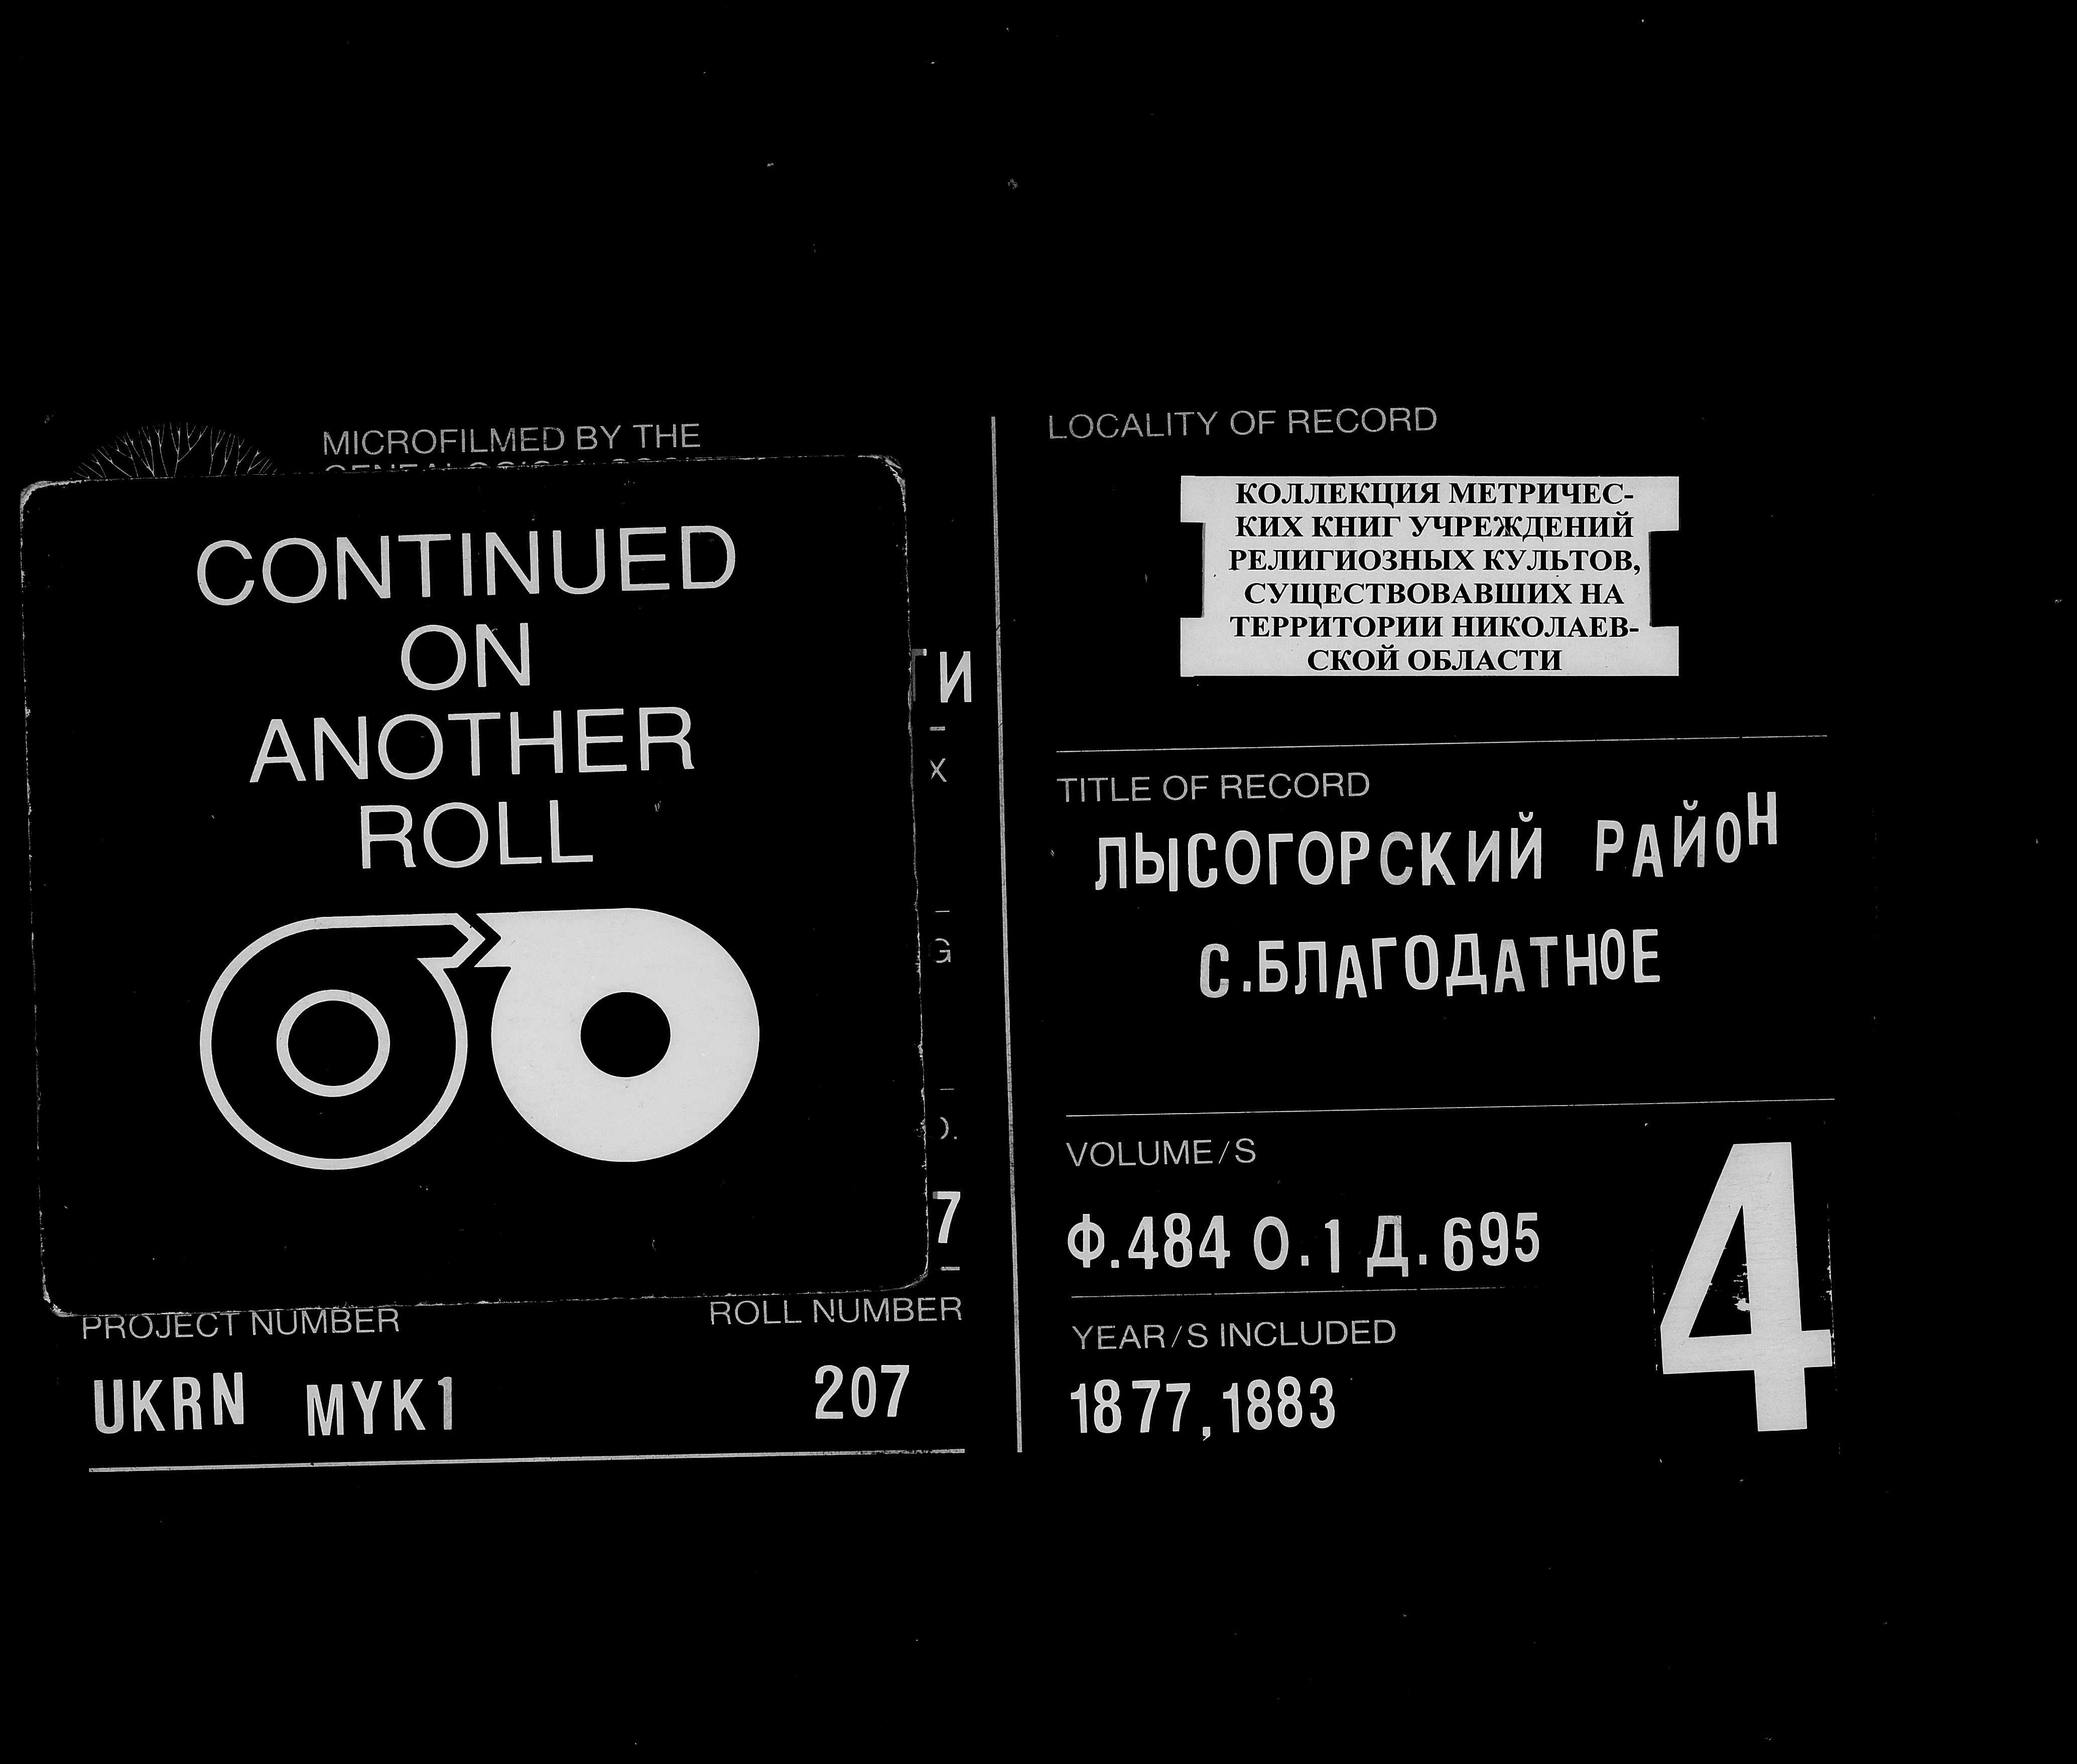 MICROFILMED BY THE
CONTINUED
ON
ANOTHER
ROLL
PROJECT NUMBER
ROLL NUMBER
UKRN MYK1
207
LOCALITY OF RECORD
КОЛЛЕКЦИЯ МЕТРИЧЕС-
КИХ КНИГ УЧРЕЖДЕНИЙ
РЕЛИГИОЗНЫХ КУЛЬТОВ,
СУЩЕСТВОВАВШИХ НА
ТЕРРИТОРИИ НИКОЛАЕВ-
СКОЙ ОБЛАСТИ
TITLE OF RECORD
ЛЫСОГОРСКИЙ РАЙОН
С.БЛАГОДАТНОЕ
VOLUME/S
Ф.484 О.1 Д.695
4
YEAR/S INCLUDED
1877,1883